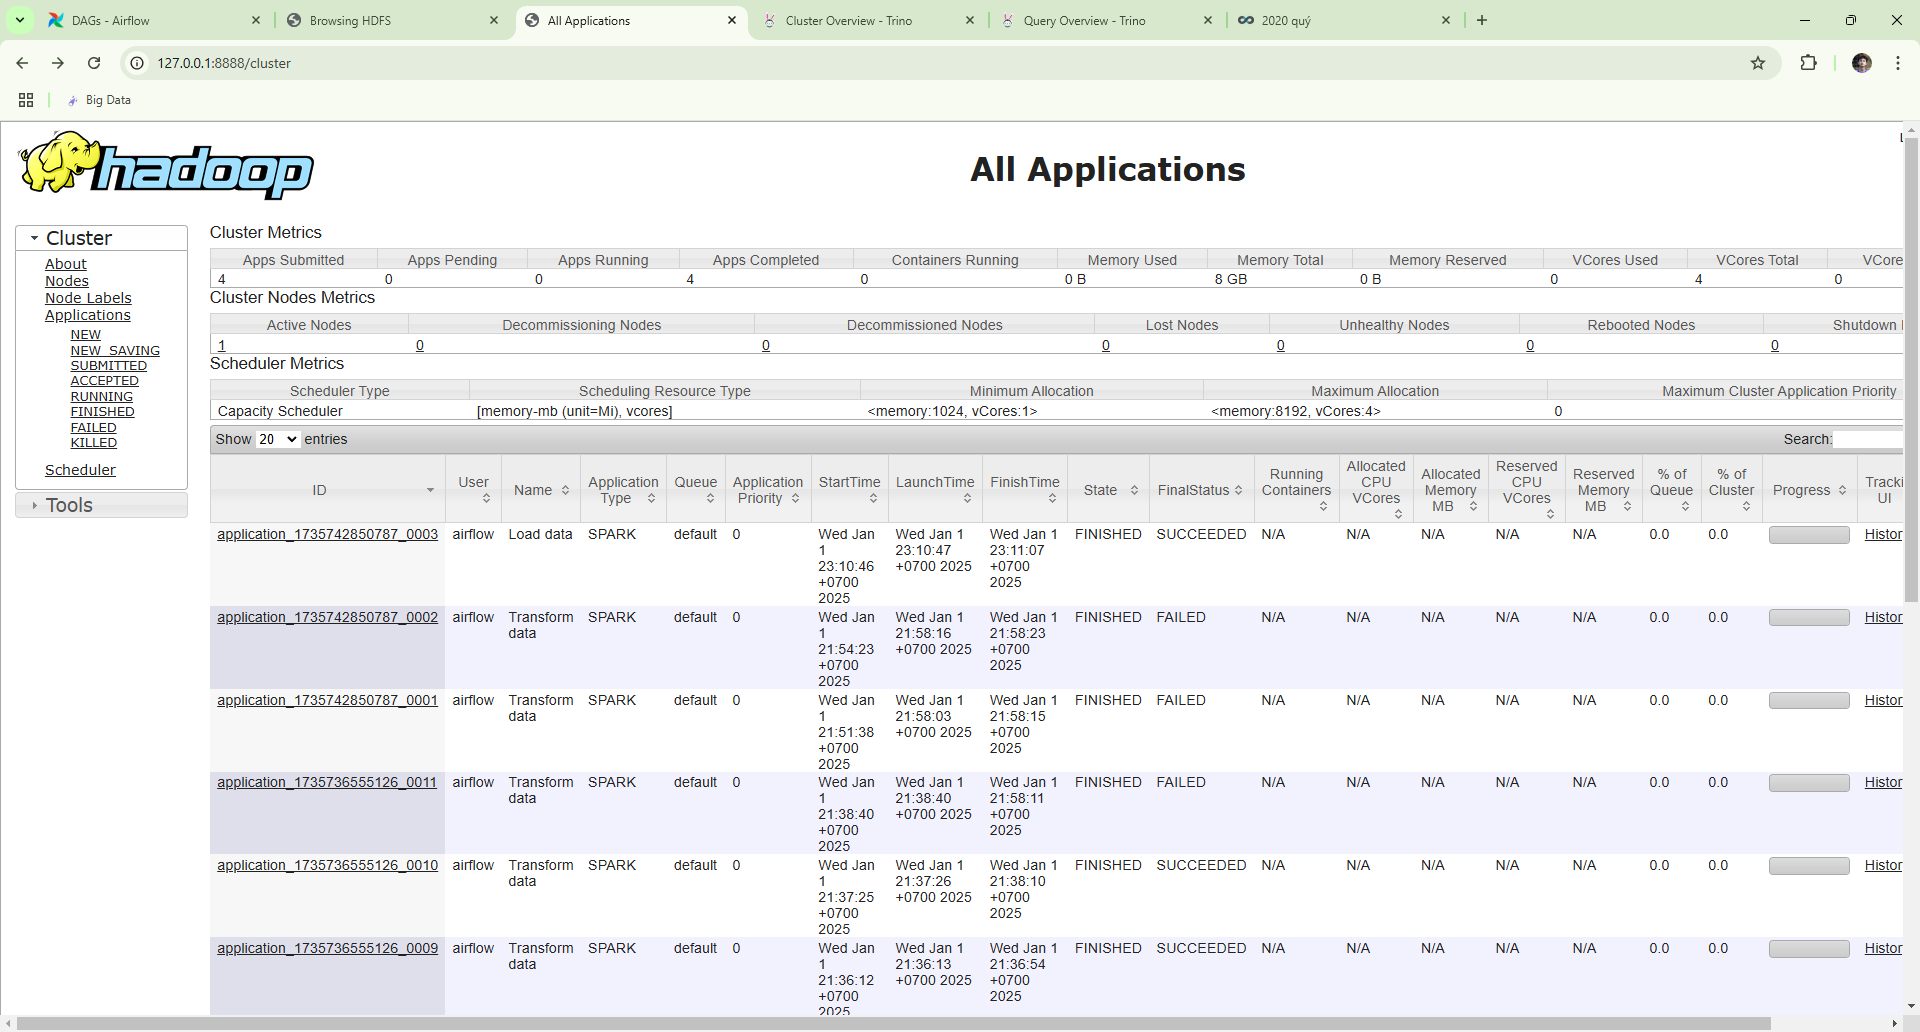 DAGs - Airflow
Browsing HDFS
All Applications
Cluster Overview - Trino
Query Overview - Trino
2020 quý
127.0.0.1:8888/cluster
Big Data
hadoop
All Applications
Cluster
About
Nodes
Node Labels
Applications
NEW
NEW_SAVING
SUBMITTED
ACCEPTED
RUNNING
FINISHED
FAILED
KILLED
Scheduler
Tools
Cluster Metrics
Apps Submitted Apps Pending Apps Running Apps Completed Containers Running Memory Used Memory Total Memory Reserved VCores Used VCores Total VCore
4 0 0 4 0 0 B 8 GB 0 B 0 4 0
Cluster Nodes Metrics
Active Nodes Decommissioning Nodes Decommissioned Nodes Lost Nodes Unhealthy Nodes Rebooted Nodes Shutdown
1 0 0 0 0 0 0
Scheduler Metrics
Scheduler Type Scheduling Resource Type Minimum Allocation Maximum Allocation Maximum Cluster Application Priority
Capacity Scheduler [memory-mb (unit=Mi), vcores] <memory:1024, vCores:1> <memory:8192, vCores:4> 0
Show 20 entries Search:
ID User Name Application Type Queue Application Priority StartTime LaunchTime FinishTime State FinalStatus Running Containers Allocated CPU VCores Allocated Memory MB Reserved CPU VCores Reserved Memory MB % of Queue % of Cluster Progress Tracki UI
application_1735742850787_0003 airflow Load data SPARK default 0 Wed Jan 1 23:10:46 +0700 2025 Wed Jan 1 23:10:47 +0700 2025 Wed Jan 1 23:11:07 +0700 2025 FINISHED SUCCEEDED N/A N/A N/A N/A N/A 0.0 0.0 Histor
application_1735742850787_0002 airflow Transform data SPARK default 0 Wed Jan 1 21:54:23 +0700 2025 Wed Jan 1 21:58:16 +0700 2025 Wed Jan 1 21:58:23 +0700 2025 FINISHED FAILED N/A N/A N/A N/A N/A 0.0 0.0 Histor
application_1735742850787_0001 airflow Transform data SPARK default 0 Wed Jan 1 21:51:38 +0700 2025 Wed Jan 1 21:58:03 +0700 2025 Wed Jan 1 21:58:15 +0700 2025 FINISHED FAILED N/A N/A N/A N/A N/A 0.0 0.0 Histor
application_1735736555126_0011 airflow Transform data SPARK default 0 Wed Jan 1 21:38:40 +0700 2025 Wed Jan 1 21:38:40 +0700 2025 Wed Jan 1 21:58:11 +0700 2025 FINISHED FAILED N/A N/A N/A N/A N/A 0.0 0.0 Histor
application_1735736555126_0010 airflow Transform data SPARK default 0 Wed Jan 1 21:37:25 +0700 2025 Wed Jan 1 21:37:26 +0700 2025 Wed Jan 1 21:38:10 +0700 2025 FINISHED SUCCEEDED N/A N/A N/A N/A N/A 0.0 0.0 Histor
application_1735736555126_0009 airflow Transform data SPARK default 0 Wed Jan 1 21:36:12 +0700 2025 Wed Jan 1 21:36:13 +0700 2025 Wed Jan 1 21:36:54 +0700 2025 FINISHED SUCCEEDED N/A N/A N/A N/A N/A 0.0 0.0 Histor